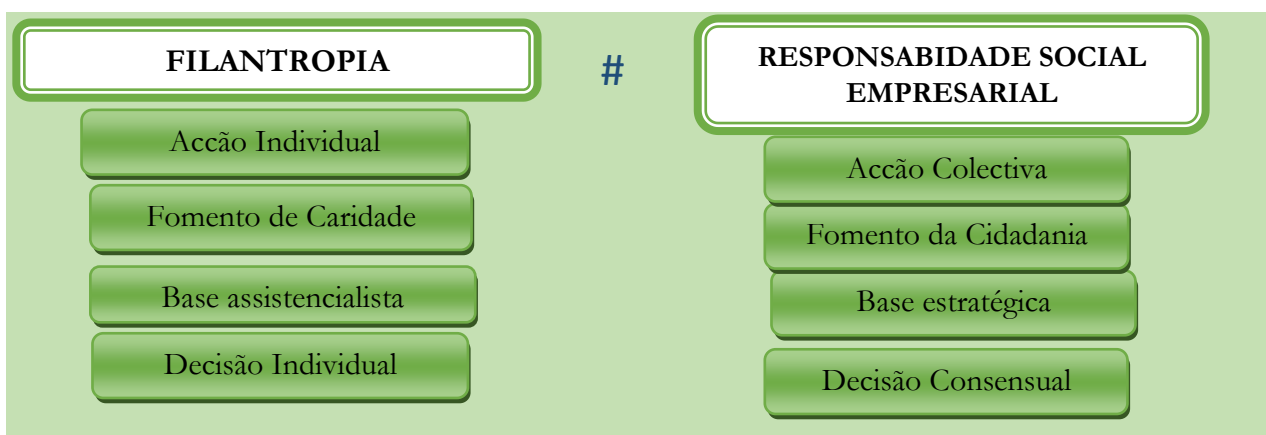 FILANTROPIA
#
RESPONSABIDADE SOCIAL
EMPRESARIAL
Accão Individual
Fomento de Caridade
Base assistencialista
Decisão Individual
Accão Colectiva
Fomento da Cidadania
Base estratégica
Decisão Consensual